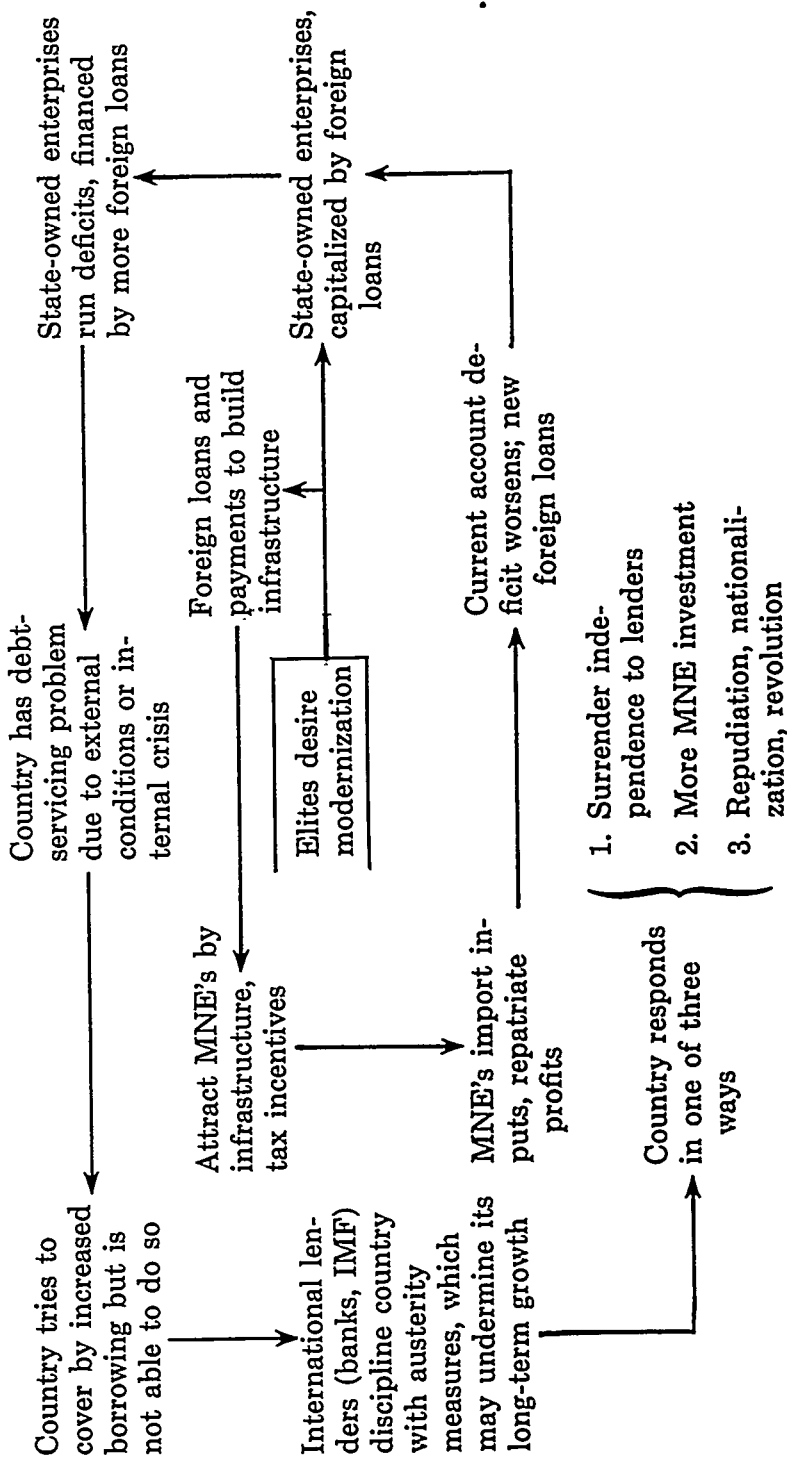 Country tries to
cover by increased
borrowing but is
not able to do so
Country has debt-
servicing problem
due to external
conditions or in-
ternal crisis
State-owned enterprises
run deficits, financed
by more foreign loans
International len-
ders (banks, IMF)
discipline country
with austerity
measures, which
may undermine its
long-term growth
Attract MNE's by
infrastructure,
tax incentives
Foreign loans and
payments to build
infrastructure
Elites desire
modernization
State-owned enterprises,
capitalized by foreign
loans
MNE's import in-
puts, repatriate
profits
Current account de-
ficit worsens; new
foreign loans
Country responds
in one of three
ways
1. Surrender inde-
pendence to lenders
2. More MNE investment
3. Repudiation, nationali-
zation, revolution